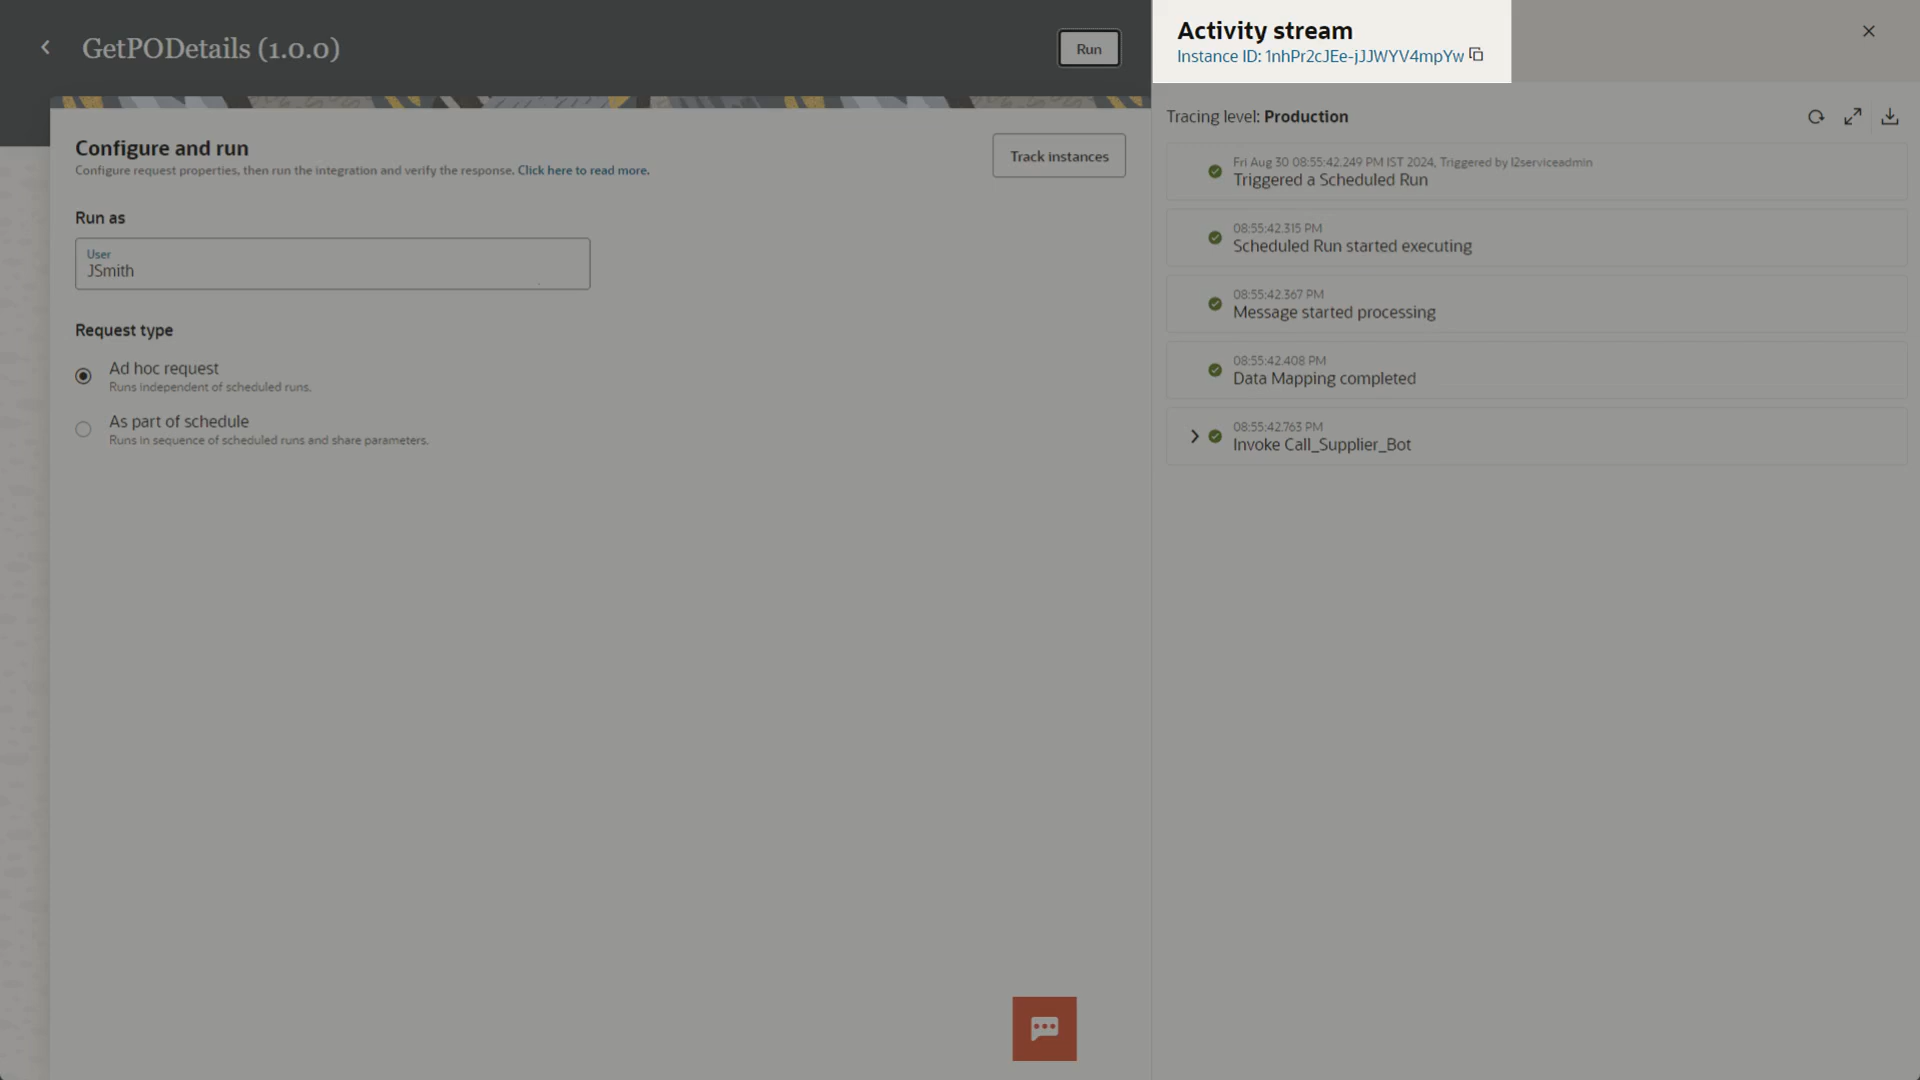 GetPODetails (1.0.0)
Run
Configure and run
Configure request properties, then run the integration and verify the response. Click here to read more.
Track instances
Run as
User
JSmith
Request type
Ad hoc request
Runs independent of scheduled runs.
As part of schedule
Runs in sequence of scheduled runs and share parameters.
Activity stream
Instance ID: 1nhPr2cJEe-jJJWYV4mpYw
Tracing level: Production
Fri Aug 30 08:55:42.249 PM IST 2024, Triggered by l2serviceadmin
Triggered a Scheduled Run
08:55:42.315 PM
Scheduled Run started executing
08:55:42.367 PM
Message started processing
08:55:42.408 PM
Data Mapping completed
08:55:42.763 PM
Invoke Call_Supplier_Bot